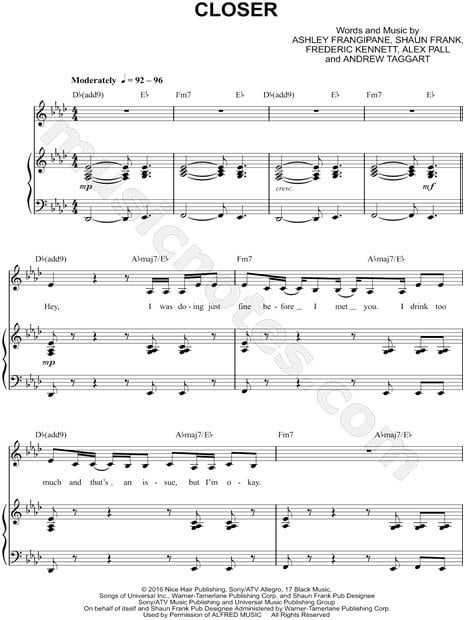 CLOSER
Words and Music by
ASHLEY FRANGIPANE, SHAUN FRANK,
FREDERIC KENNETT, ALEX PALL
and ANDREW TAGGART
Moderately ♩ = 92 – 96
D♭(add9) E♭ Fm7 D♭(add9) E♭ Fm7 E♭
mp cresc. mf
D♭(add9) A♭maj7/E♭ Fm7 A♭maj7/E♭
Hey, I was do - ing just fine be - fore I met you. I drink too
mp
D♭(add9) A♭maj7/E♭ Fm7 A♭maj7/E♭
much and that's an is - sue, but I'm o - kay.
musicnotes.com
© 2016 Nice Hair Publishing, Sony/ATV Allegro, 17 Black Music,
Songs of Universal Inc., Warner-Tamerlane Publishing Corp. and Shaun Frank Pub Designee
Sony/ATV Music Publishing and Universal Music Publishing Group
On behalf of itself and Shaun Frank Pub Designee Administered by Warner-Tamerlane Publishing Corp.
Used by Permission of ALFRED MUSIC All Rights Reserved